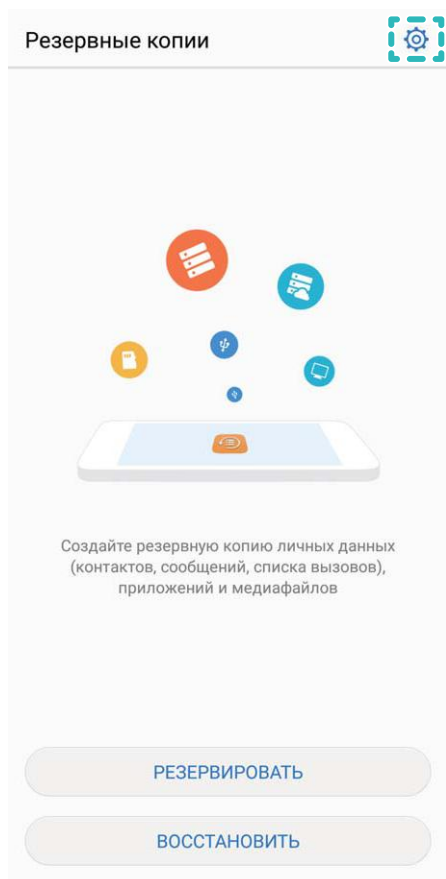 Резервные копии
Создайте резервную копию личных данных
(контактов, сообщений, списка вызовов),
приложений и медиафайлов
РЕЗЕРВИРОВАТЬ
ВОССТАНОВИТЬ